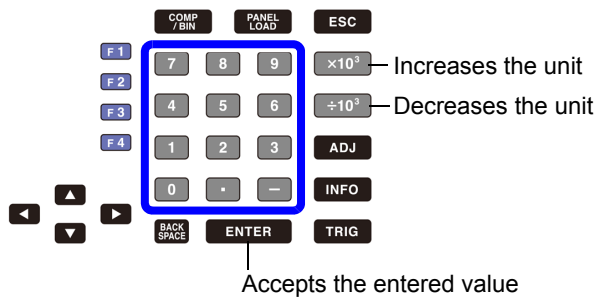 COMP
/ BIN
PANEL
LOAD
ESC
F 1
7 8 9 ×10³ Increases the unit
F 2
4 5 6 ÷10³ Decreases the unit
F 3
F 4
1 2 3 ADJ
0 · − INFO
BACK
SPACE
ENTER TRIG
Accepts the entered value